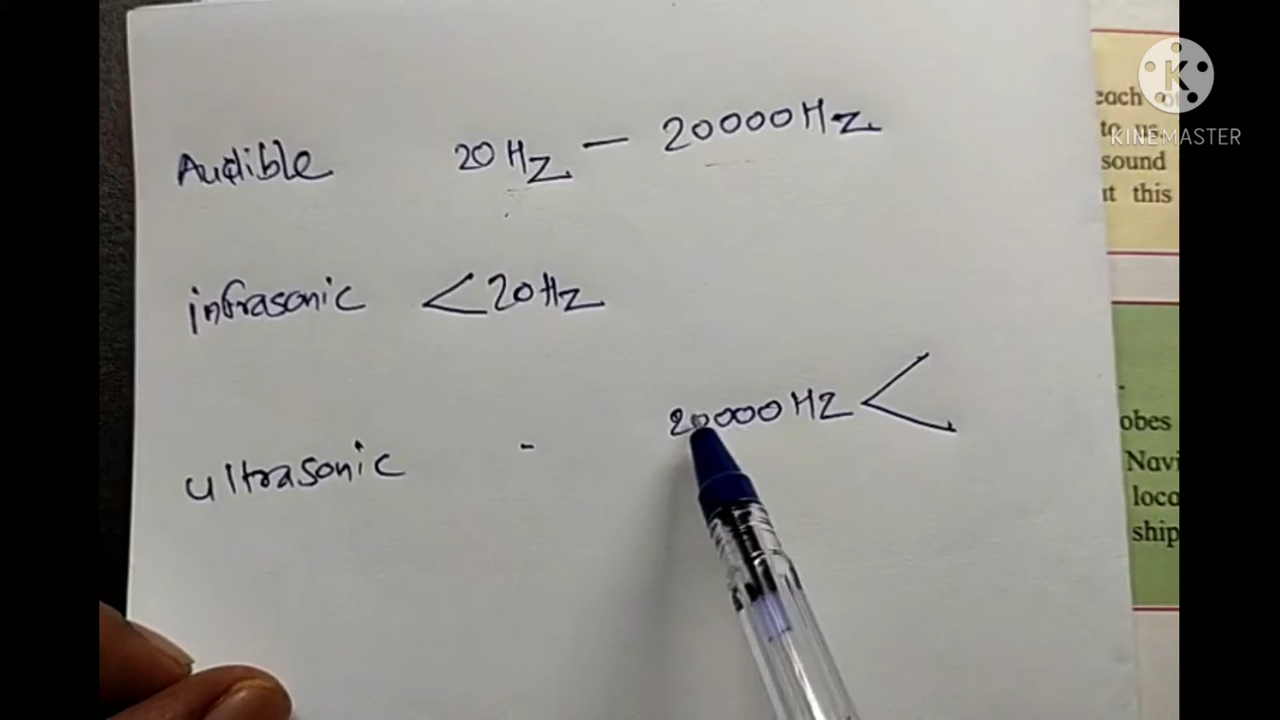 Audible 20 Hz – 20000 Hz
infrasonic < 20 Hz
ultrasonic - 20000 Hz <
each
to us.
sound
this
obes
Navi
loca
ship
K
KINEMASTER